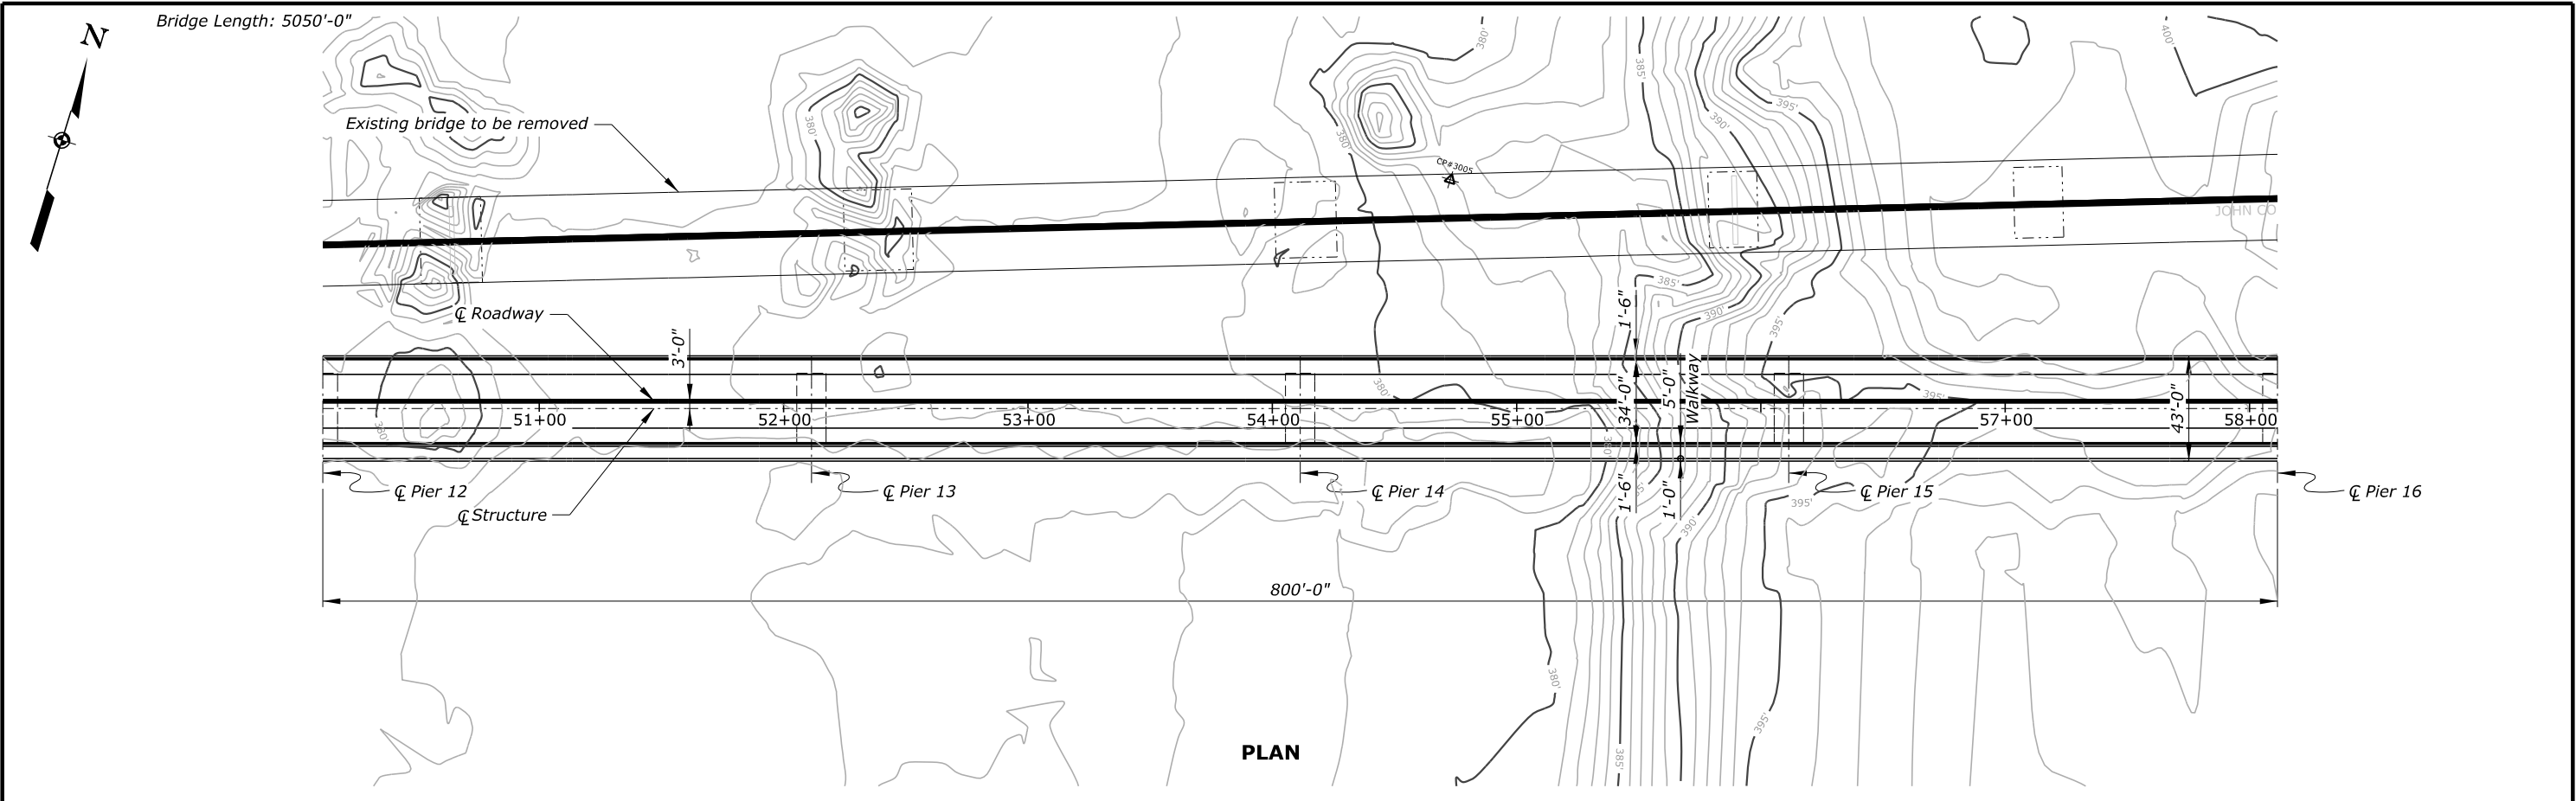 Bridge Length: 5050'-0"
N
380'
385'
400'
395'
390'
380'
380'
Existing bridge to be removed
CP#3005
JOHN CO
385'
390'
395'
℄ Roadway
3'-0"
1'-6"
34'-0"
5'-0"
Walkway
43'-0"
380'
395'
380'
380'
51+00
52+00
53+00
54+00
55+00
57+00
58+00
℄ Pier 12
℄ Pier 13
℄ Pier 14
℄ Pier 15
℄ Pier 16
℄ Structure
1'-6"
1'-0"
390'
395'
800'-0"
380'
395'
385'
PLAN